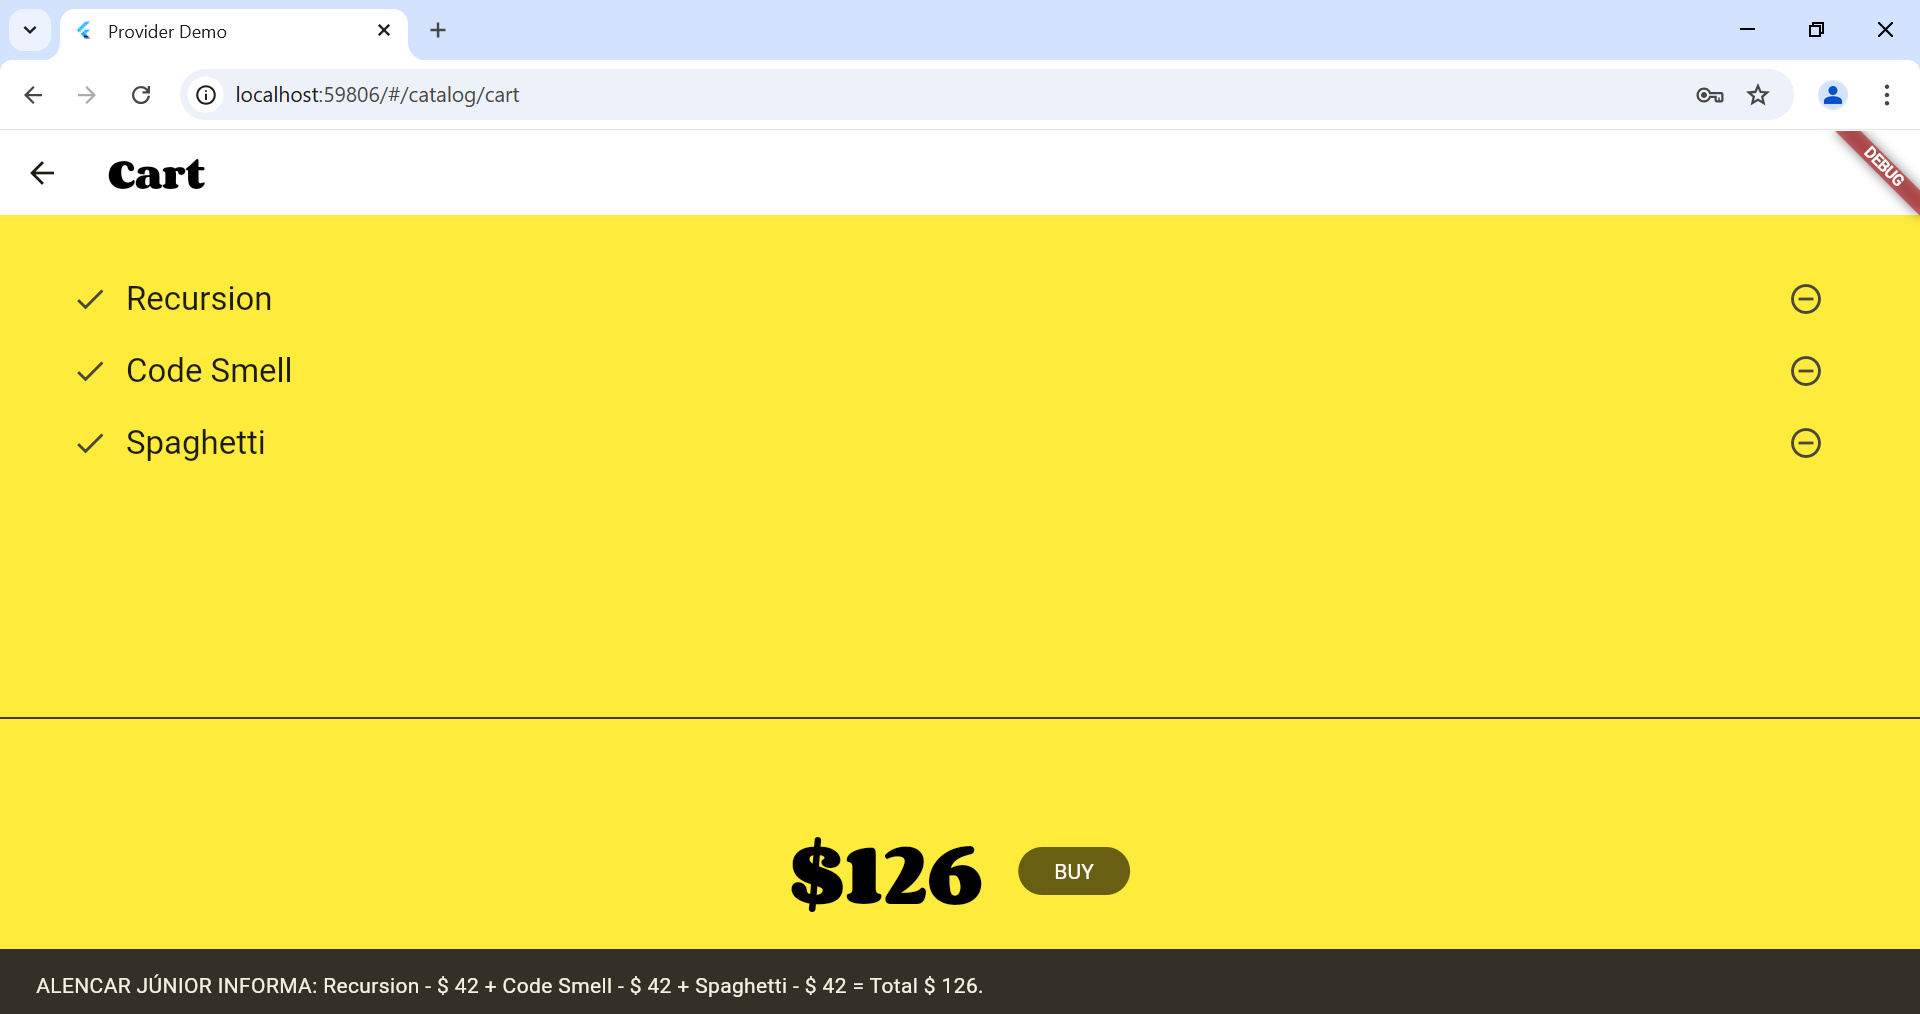 Provider Demo
localhost:59806/#/catalog/cart
Cart
DEBUG
Recursion
Code Smell
Spaghetti
$126
BUY
ALENCAR JÚNIOR INFORMA: Recursion - $ 42 + Code Smell - $ 42 + Spaghetti - $ 42 = Total $ 126.